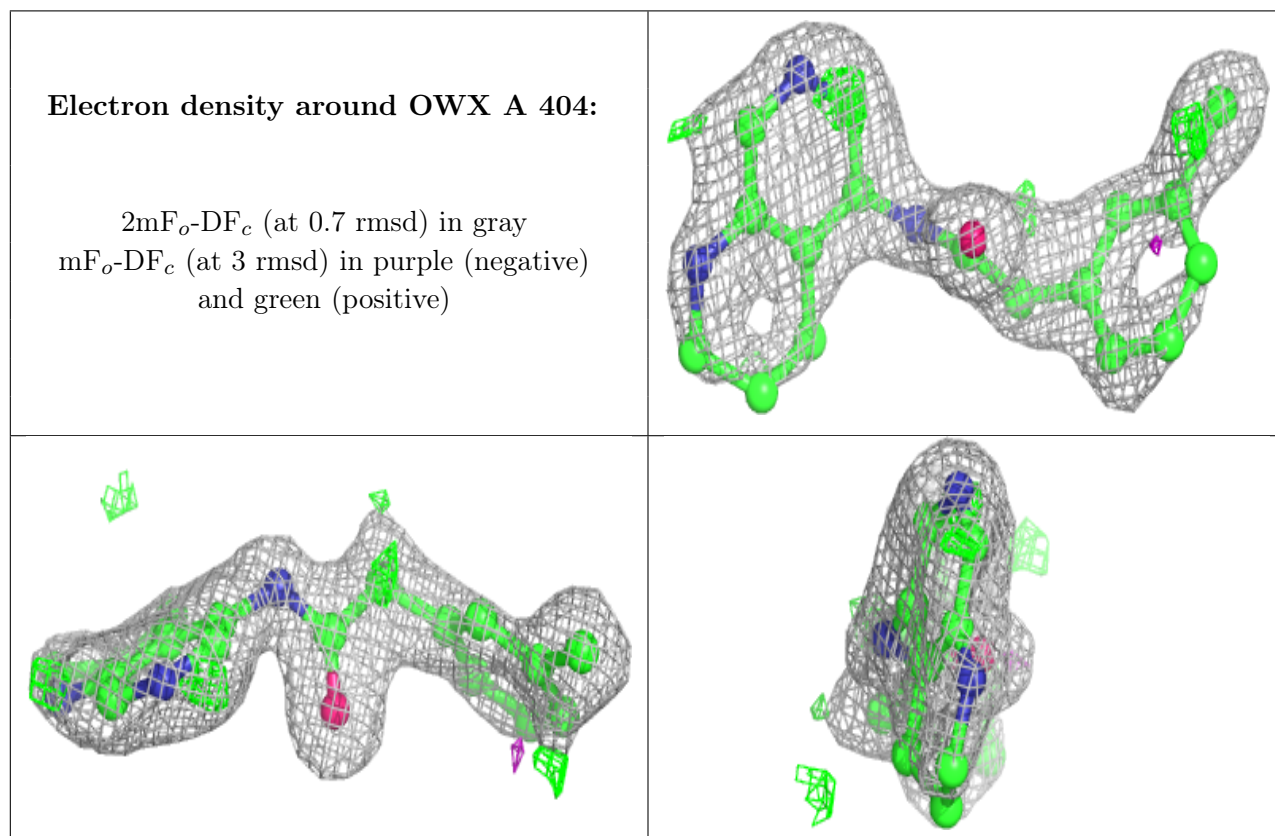 Electron density around OWX A 404:
2mFo-DFc (at 0.7 rmsd) in gray
mFo-DFc (at 3 rmsd) in purple (negative)
and green (positive)